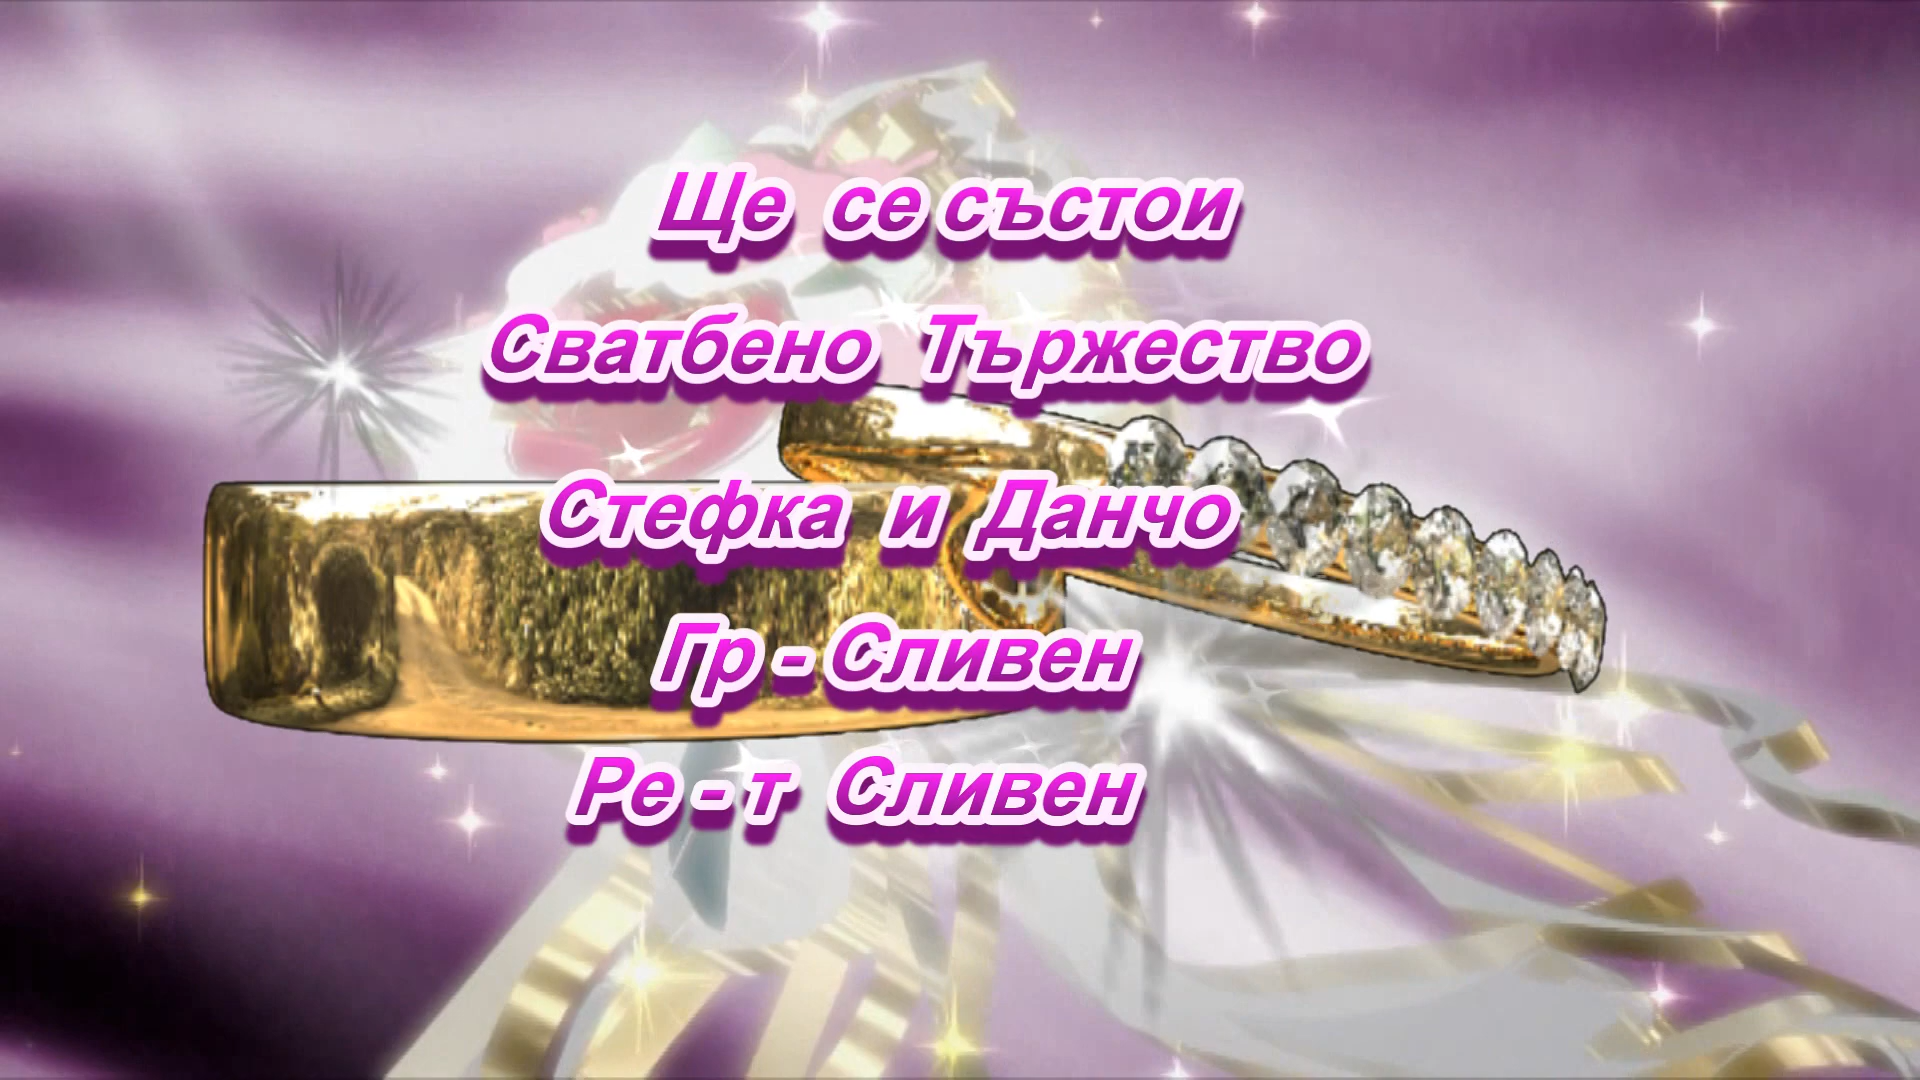 Ще се състои
Сватбено Тържество
Стефка и Данчо
Гр - Сливен
Ре - т Сливен